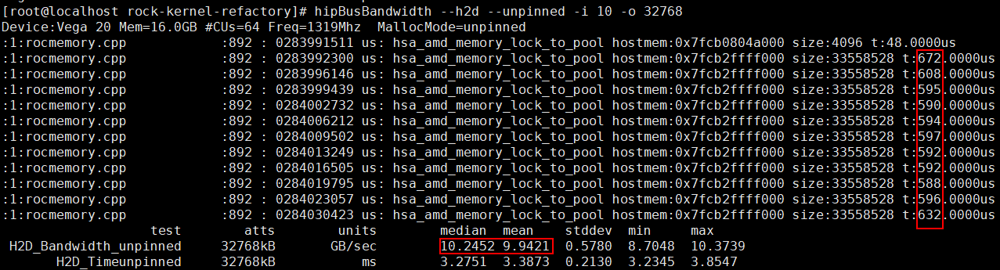 [root@localhost rock-kernel-refactory]# hipBusBandwidth --h2d --unpinned -i 10 -o 32768
Device:Vega 20 Mem=16.0GB #CUs=64 Freq=1319Mhz  MallocMode=unpinned
:1:rocmemory.cpp            :892 : 0283991511 us: hsa_amd_memory_lock_to_pool hostmem:0x7fcb0804a000 size:4096 t:48.0000us
:1:rocmemory.cpp            :892 : 0283992300 us: hsa_amd_memory_lock_to_pool hostmem:0x7fcb2ffff000 size:33558528 t:672.0000us
:1:rocmemory.cpp            :892 : 0283996146 us: hsa_amd_memory_lock_to_pool hostmem:0x7fcb2ffff000 size:33558528 t:608.0000us
:1:rocmemory.cpp            :892 : 0283999439 us: hsa_amd_memory_lock_to_pool hostmem:0x7fcb2ffff000 size:33558528 t:595.0000us
:1:rocmemory.cpp            :892 : 0284002732 us: hsa_amd_memory_lock_to_pool hostmem:0x7fcb2ffff000 size:33558528 t:590.0000us
:1:rocmemory.cpp            :892 : 0284006212 us: hsa_amd_memory_lock_to_pool hostmem:0x7fcb2ffff000 size:33558528 t:594.0000us
:1:rocmemory.cpp            :892 : 0284009502 us: hsa_amd_memory_lock_to_pool hostmem:0x7fcb2ffff000 size:33558528 t:597.0000us
:1:rocmemory.cpp            :892 : 0284013249 us: hsa_amd_memory_lock_to_pool hostmem:0x7fcb2ffff000 size:33558528 t:592.0000us
:1:rocmemory.cpp            :892 : 0284016505 us: hsa_amd_memory_lock_to_pool hostmem:0x7fcb2ffff000 size:33558528 t:592.0000us
:1:rocmemory.cpp            :892 : 0284019795 us: hsa_amd_memory_lock_to_pool hostmem:0x7fcb2ffff000 size:33558528 t:588.0000us
:1:rocmemory.cpp            :892 : 0284023057 us: hsa_amd_memory_lock_to_pool hostmem:0x7fcb2ffff000 size:33558528 t:596.0000us
:1:rocmemory.cpp            :892 : 0284030423 us: hsa_amd_memory_lock_to_pool hostmem:0x7fcb2ffff000 size:33558528 t:632.0000us
test atts units median mean stddev min max
H2D_Bandwidth_unpinned 32768kB GB/sec 10.2452 9.9421 0.5780 8.7048 10.3739
H2D_Timeunpinned 32768kB ms 3.2751 3.3873 0.2130 3.2345 3.8547